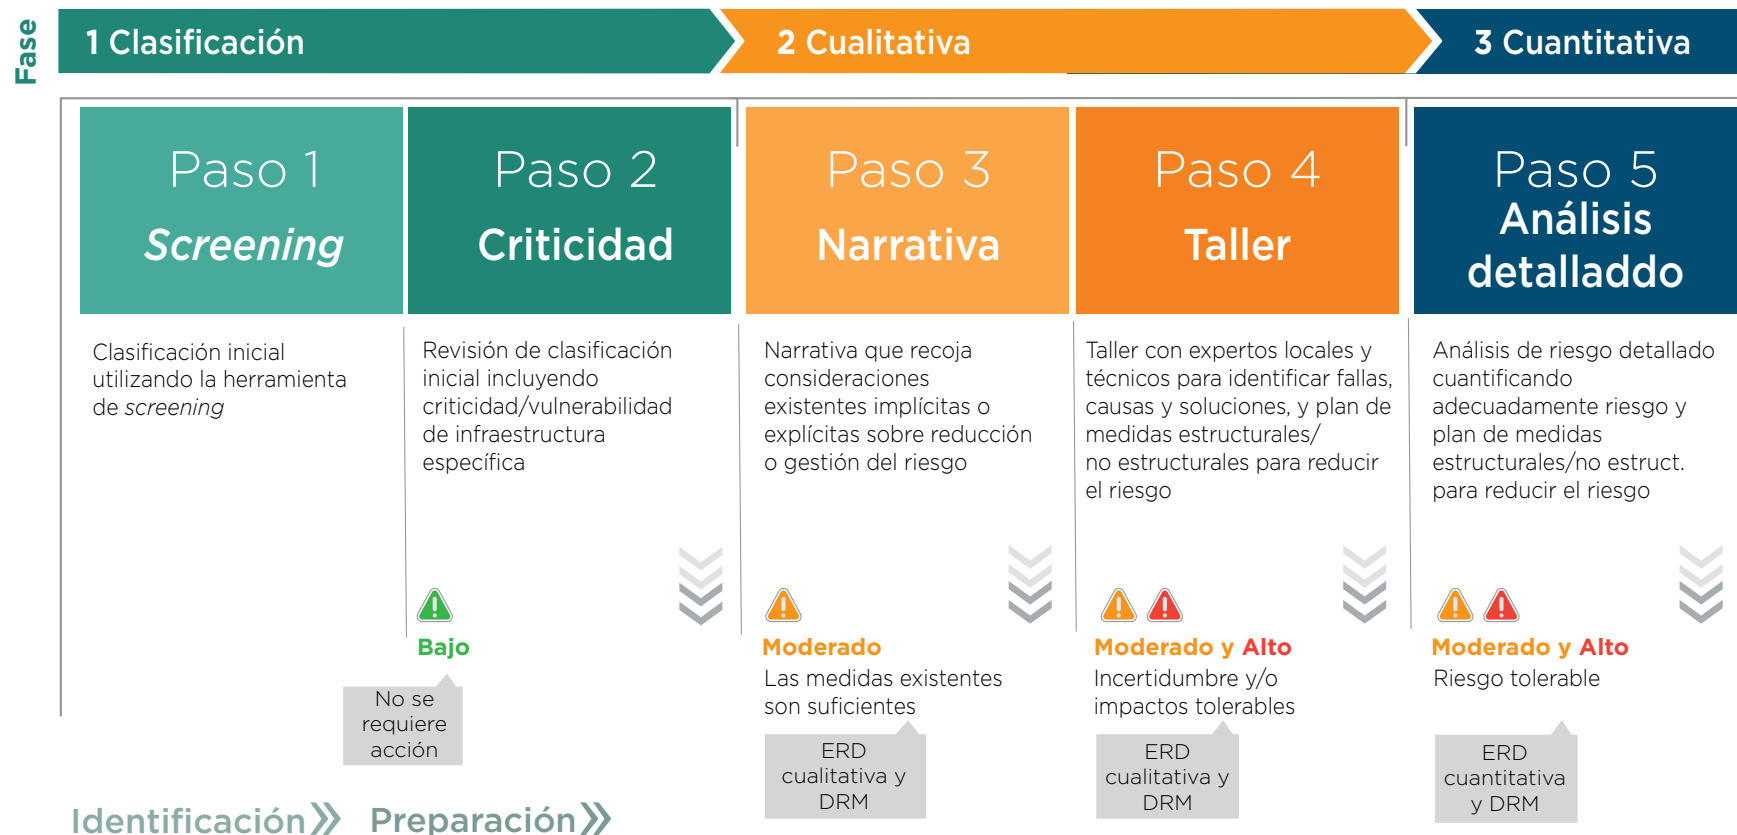 Fase
1 Clasificación
2 Cualitativa
3 Cuantitativa
Paso 1
Screening
Clasificación inicial
utilizando la herramienta
de screening
Paso 2
Criticidad
Revisión de clasificación
inicial incluyendo
criticidad/vulnerabilidad
de infraestructura
específica
Bajo
No se
requiere
acción
Paso 3
Narrativa
Narrativa que recoja
consideraciones
existentes implícitas o
explícitas sobre reducción
o gestión del riesgo
Moderado
Las medidas existentes
son suficientes
ERD
cualitativa y
DRM
Paso 4
Taller
Taller con expertos locales y
técnicos para identificar fallas,
causas y soluciones, y plan de
medidas estructurales/
no estructurales para reducir
el riesgo
Moderado y Alto
Incertidumbre y/o
impactos tolerables
ERD
cualitativa y
DRM
Paso 5
Análisis
detalladdo
Análisis de riesgo detallado
cuantificando
adecuadamente riesgo y
plan de medidas
estructurales/no estruct.
para reducir el riesgo
Moderado y Alto
Riesgo tolerable
ERD
cuantitativa
y DRM
Identificación
Preparación